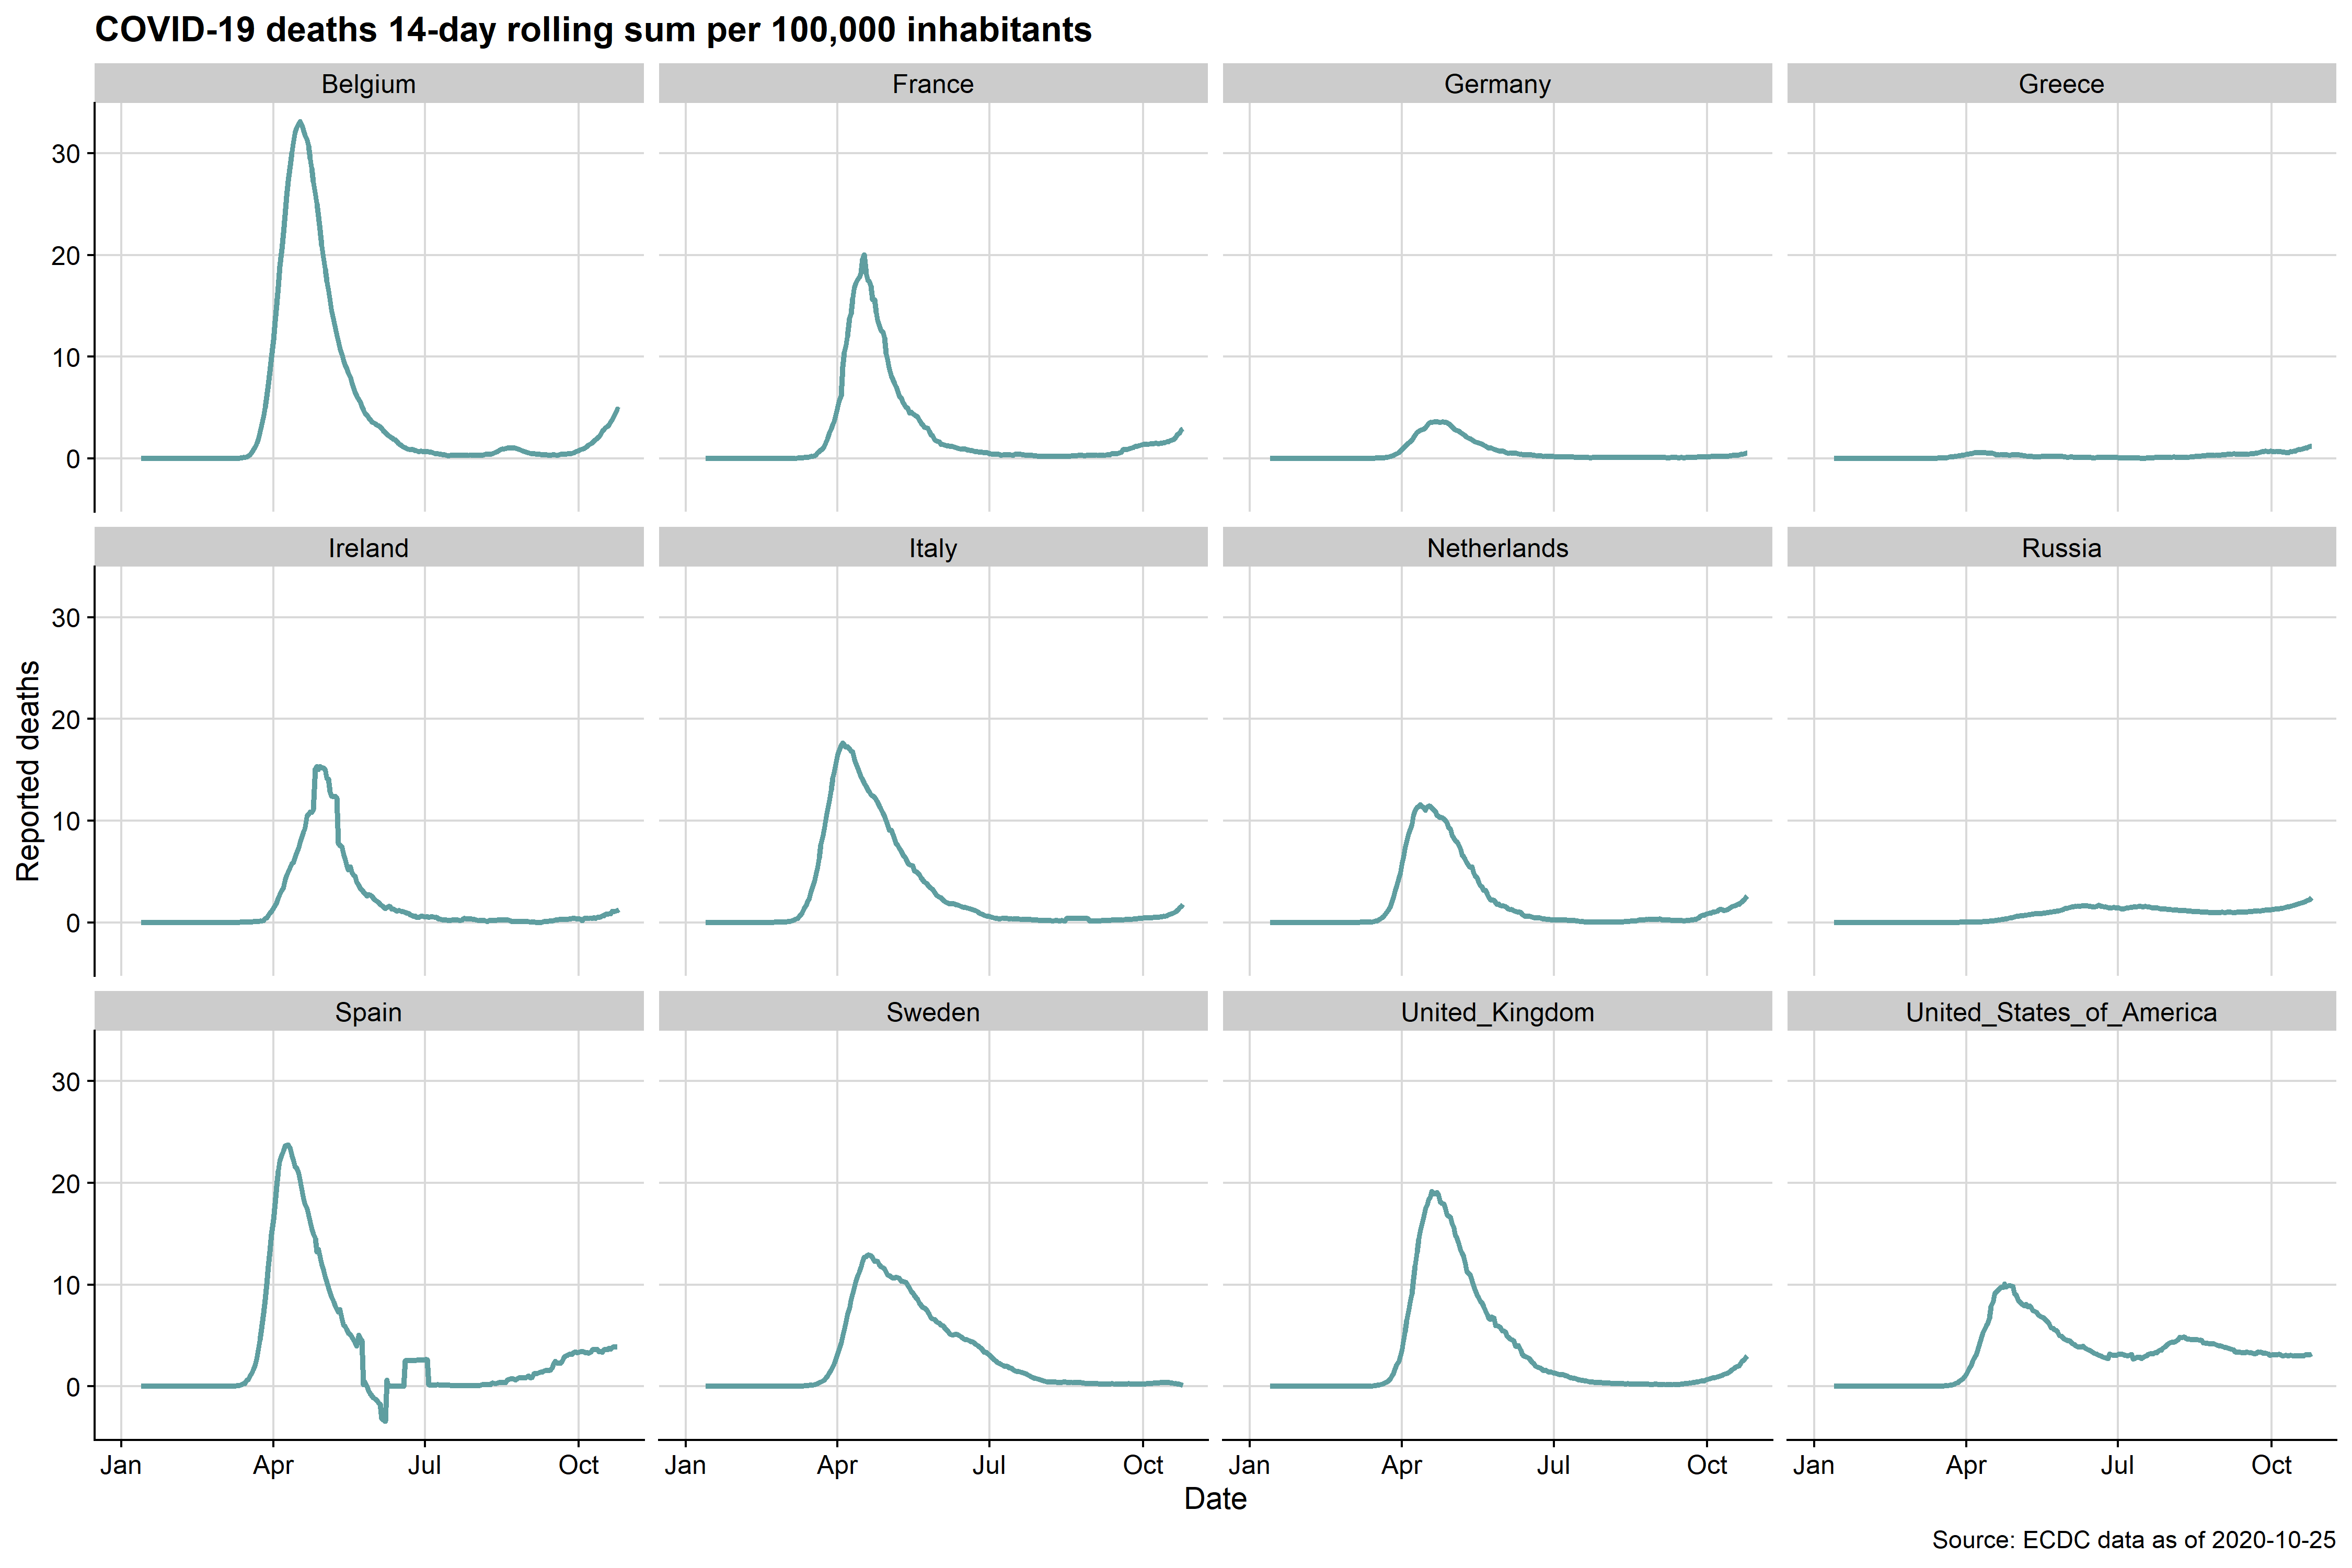 COVID-19 deaths 14-day rolling sum per 100,000 inhabitants
Belgium France Germany Greece
30
20
10
0
Ireland Italy Netherlands Russia
30
20
10
0
Spain Sweden United_Kingdom United_States_of_America
30
20
10
0
Jan Apr Jul Oct Jan Apr Jul Oct Jan Apr Jul Oct Jan Apr Jul Oct
Reported deaths
Date
Source: ECDC data as of 2020-10-25